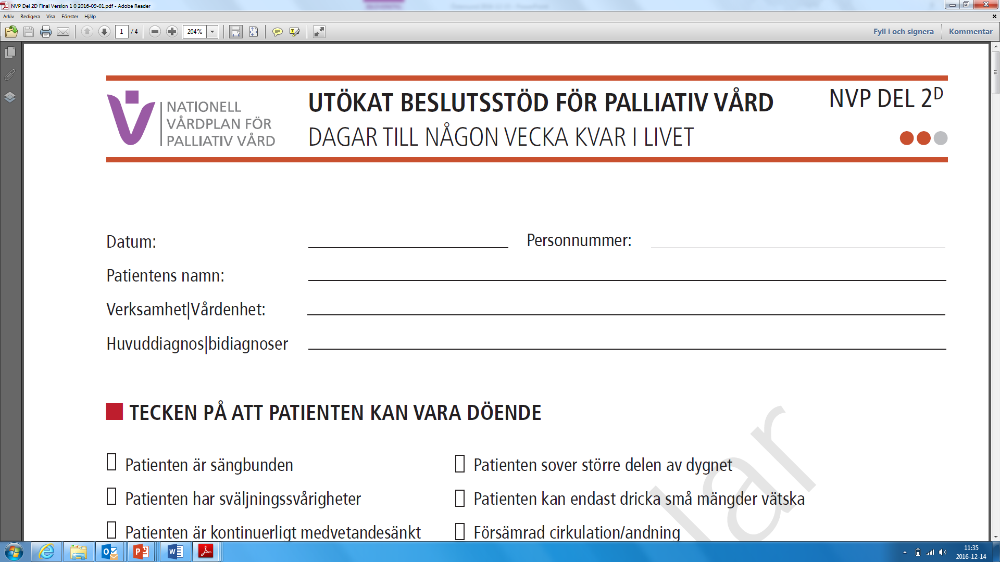 NVP Del 2D Final Version 1 0 2016-09-01.pdf - Adobe Reader
Arkiv Redigera Visa Fönster Hjälp
1 / 4 204% Fyll i och signera Kommentar
NATIONELL
VÅRDPLAN FÖR
PALLIATIV VÅRD
UTÖKAT BESLUTSSTÖD FÖR PALLIATIV VÅRD
DAGAR TILL NÅGON VECKA KVAR I LIVET
NVP DEL 2D
Datum: Personnummer:
Patientens namn:
Verksamhet|Vårdenhet:
Huvuddiagnos|bidiagnoser
TECKEN PÅ ATT PATIENTEN KAN VARA DÖENDE
Patienten är sängbunden
Patienten sover större delen av dygnet
Patienten har sväljningssvårigheter
Patienten kan endast dricka små mängder vätska
Patienten är kontinuerligt medvetandesänkt
Försämrad cirkulation/andning
lar
11:35
2016-12-14